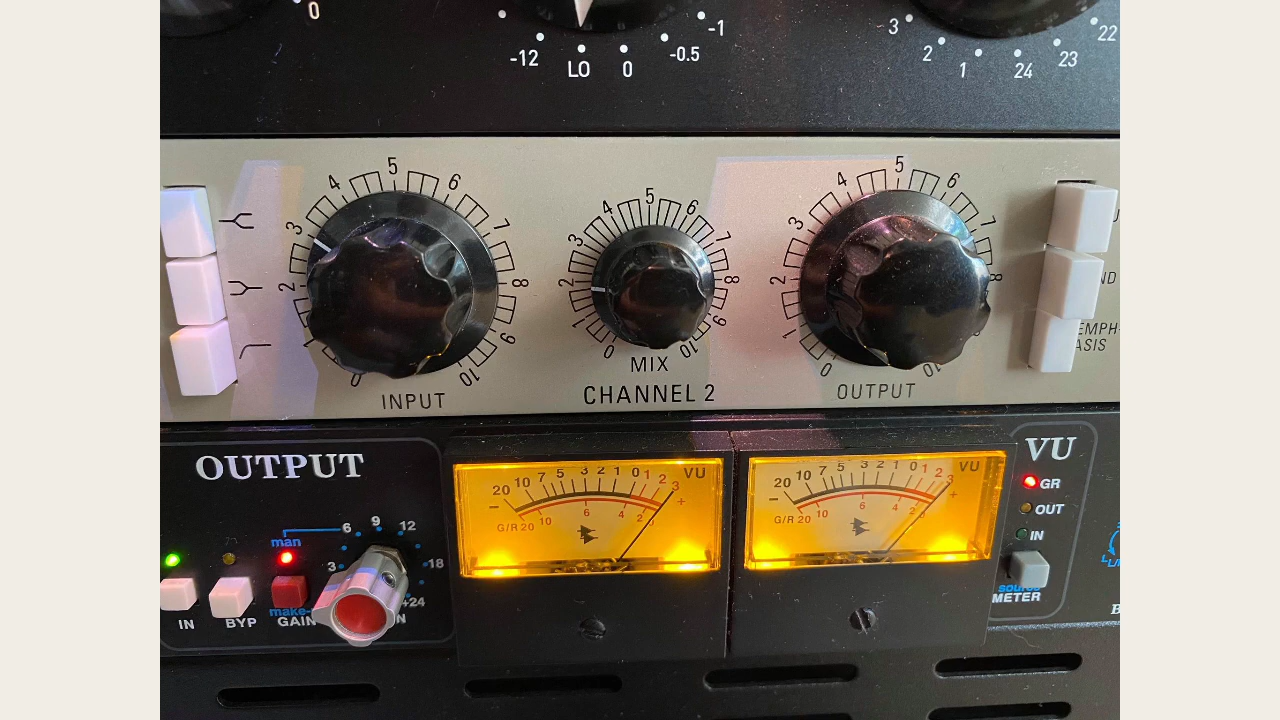 0
-12 LO 0 -0.5 -1
3 2 1 24 23 22
0 1 2 3 4 5 6 7 8 9 10
INPUT
0 1 2 3 4 5 6 7 8 9 10
MIX
CHANNEL 2
0 1 2 3 4 5 6 7 8 9 10
OUTPUT
EMPH-
ASIS
OUTPUT
man
3 6 9 12 18 +24
IN
BYP
make-
GAIN
20 10 7 5 3 2 1 0 1 2 3 VU
- +
G/R 20 10 6 4 2
20 10 7 5 3 2 1 0 1 2 3 VU
- +
G/R 20 10 6 4 2
VU
GR
OUT
IN
source
METER